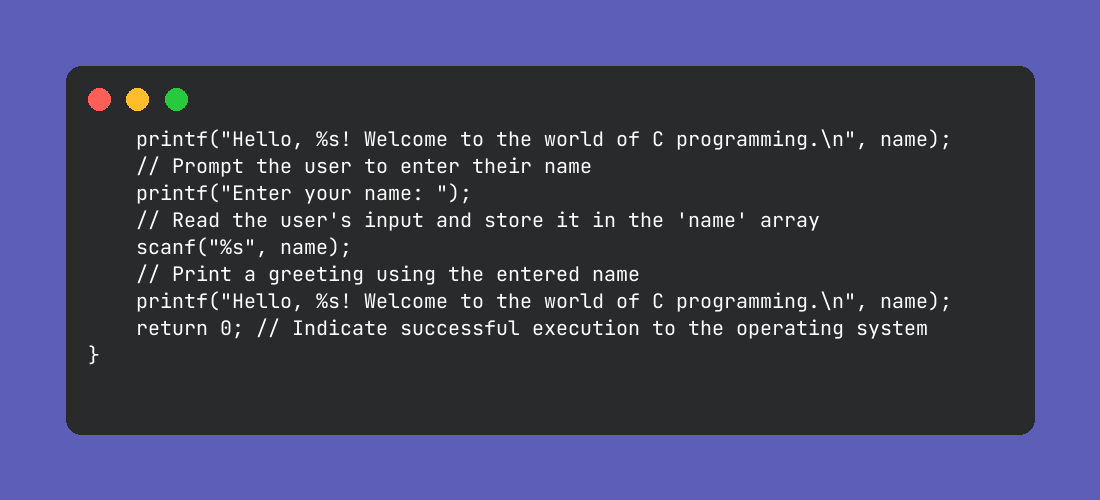 printf("Hello, %s! Welcome to the world of C programming.\n", name);
// Prompt the user to enter their name
printf("Enter your name: ");
// Read the user's input and store it in the 'name' array
scanf("%s", name);
// Print a greeting using the entered name
printf("Hello, %s! Welcome to the world of C programming.\n", name);
return 0; // Indicate successful execution to the operating system
}